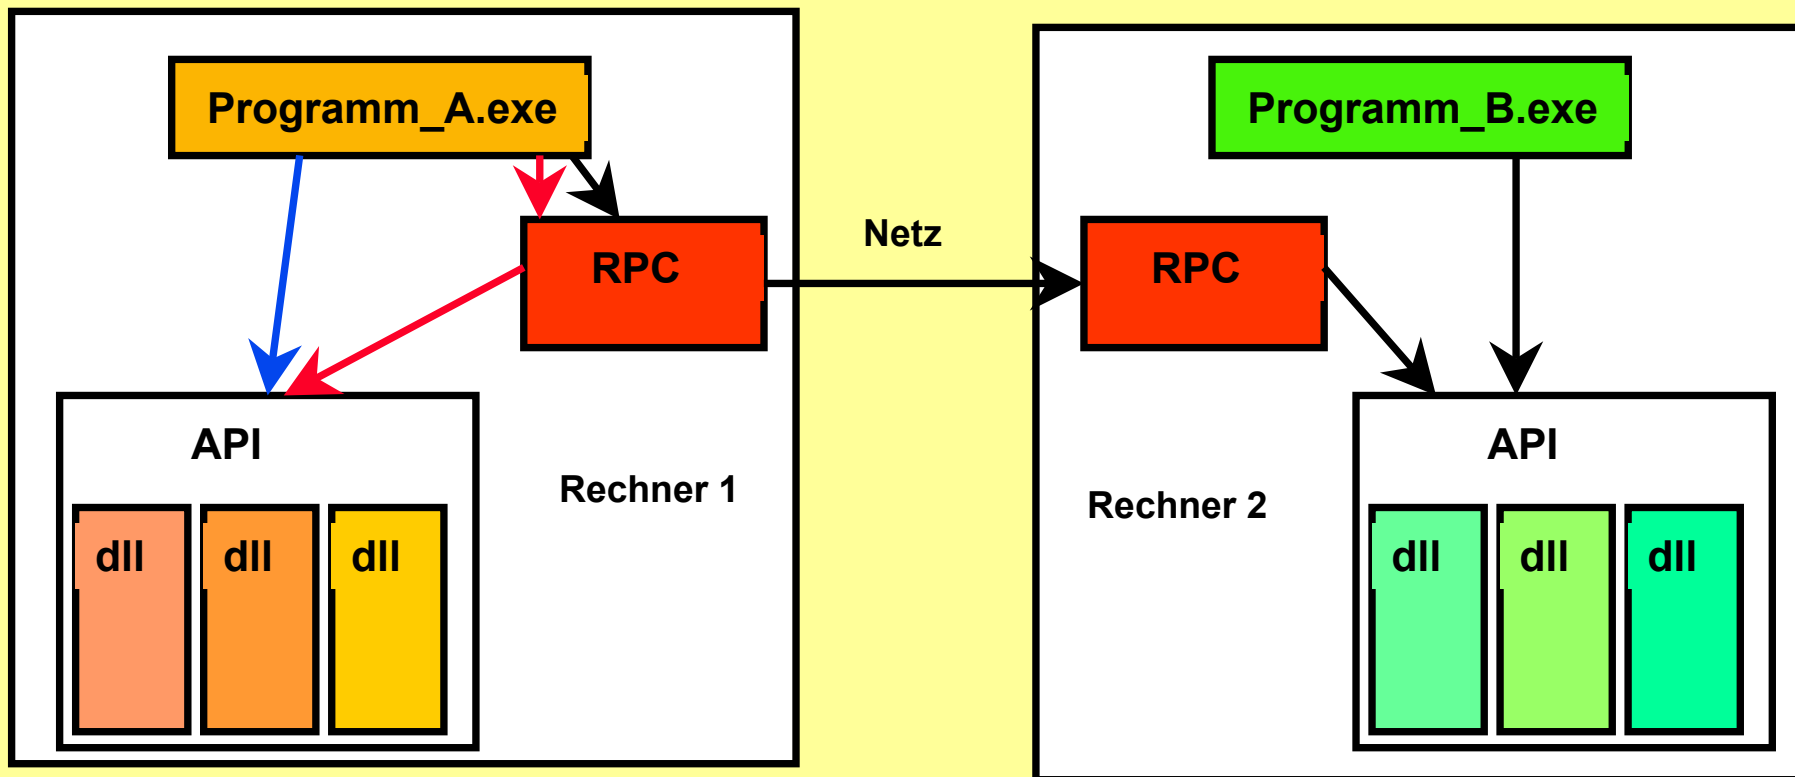 Programm_A.exe
Programm_B.exe
Netz
RPC
RPC
API
API
Rechner 1
Rechner 2
dll
dll
dll
dll
dll
dll